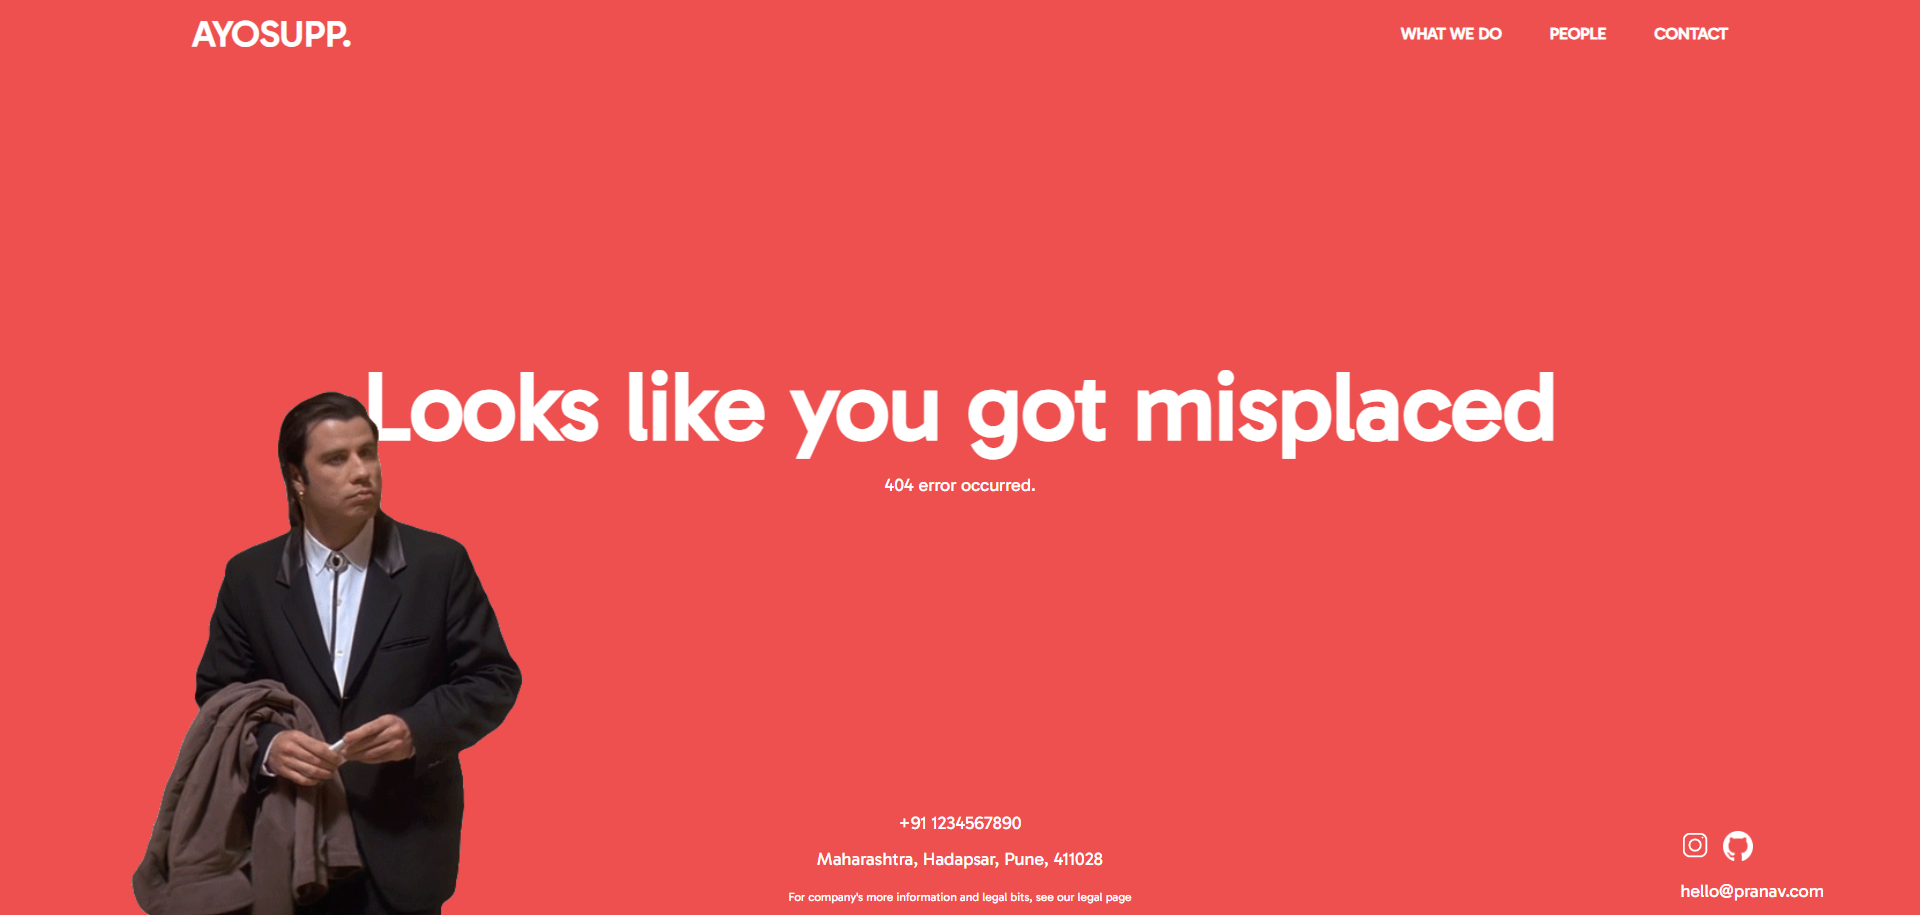 AYOSUPP.
WHAT WE DO
PEOPLE
CONTACT
Looks like you got misplaced
404 error occurred.
+91 1234567890
Maharashtra, Hadapsar, Pune, 411028
For company's more information and legal bits, see our legal page
hello@pranav.com